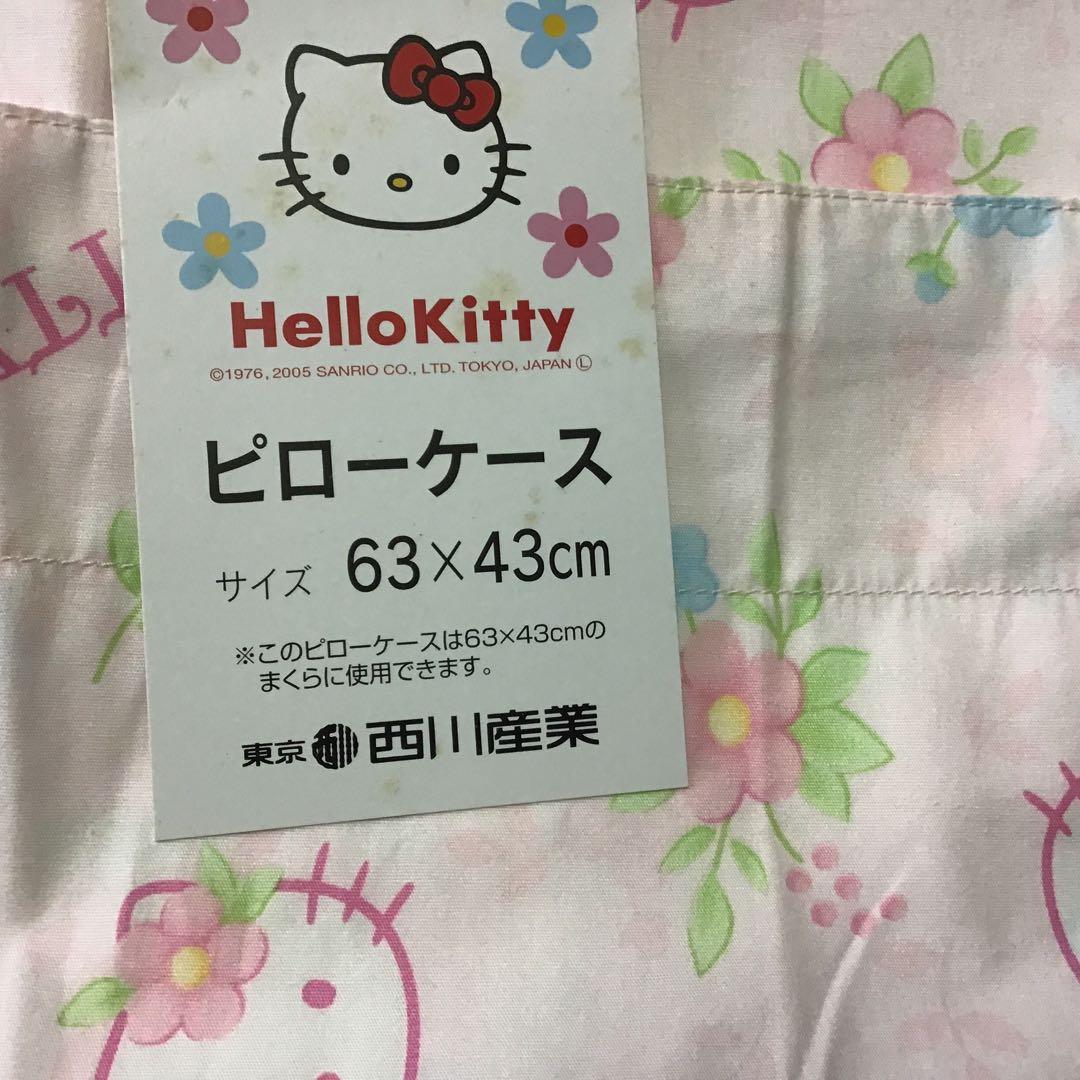 HelloKitty
©1976, 2005 SANRIO CO., LTD. TOKYO, JAPAN Ⓛ
ピローケース
サイズ 63×43cm
※このピローケースは63×43cmの
まくらに使用できます。
東京 西川 西川産業